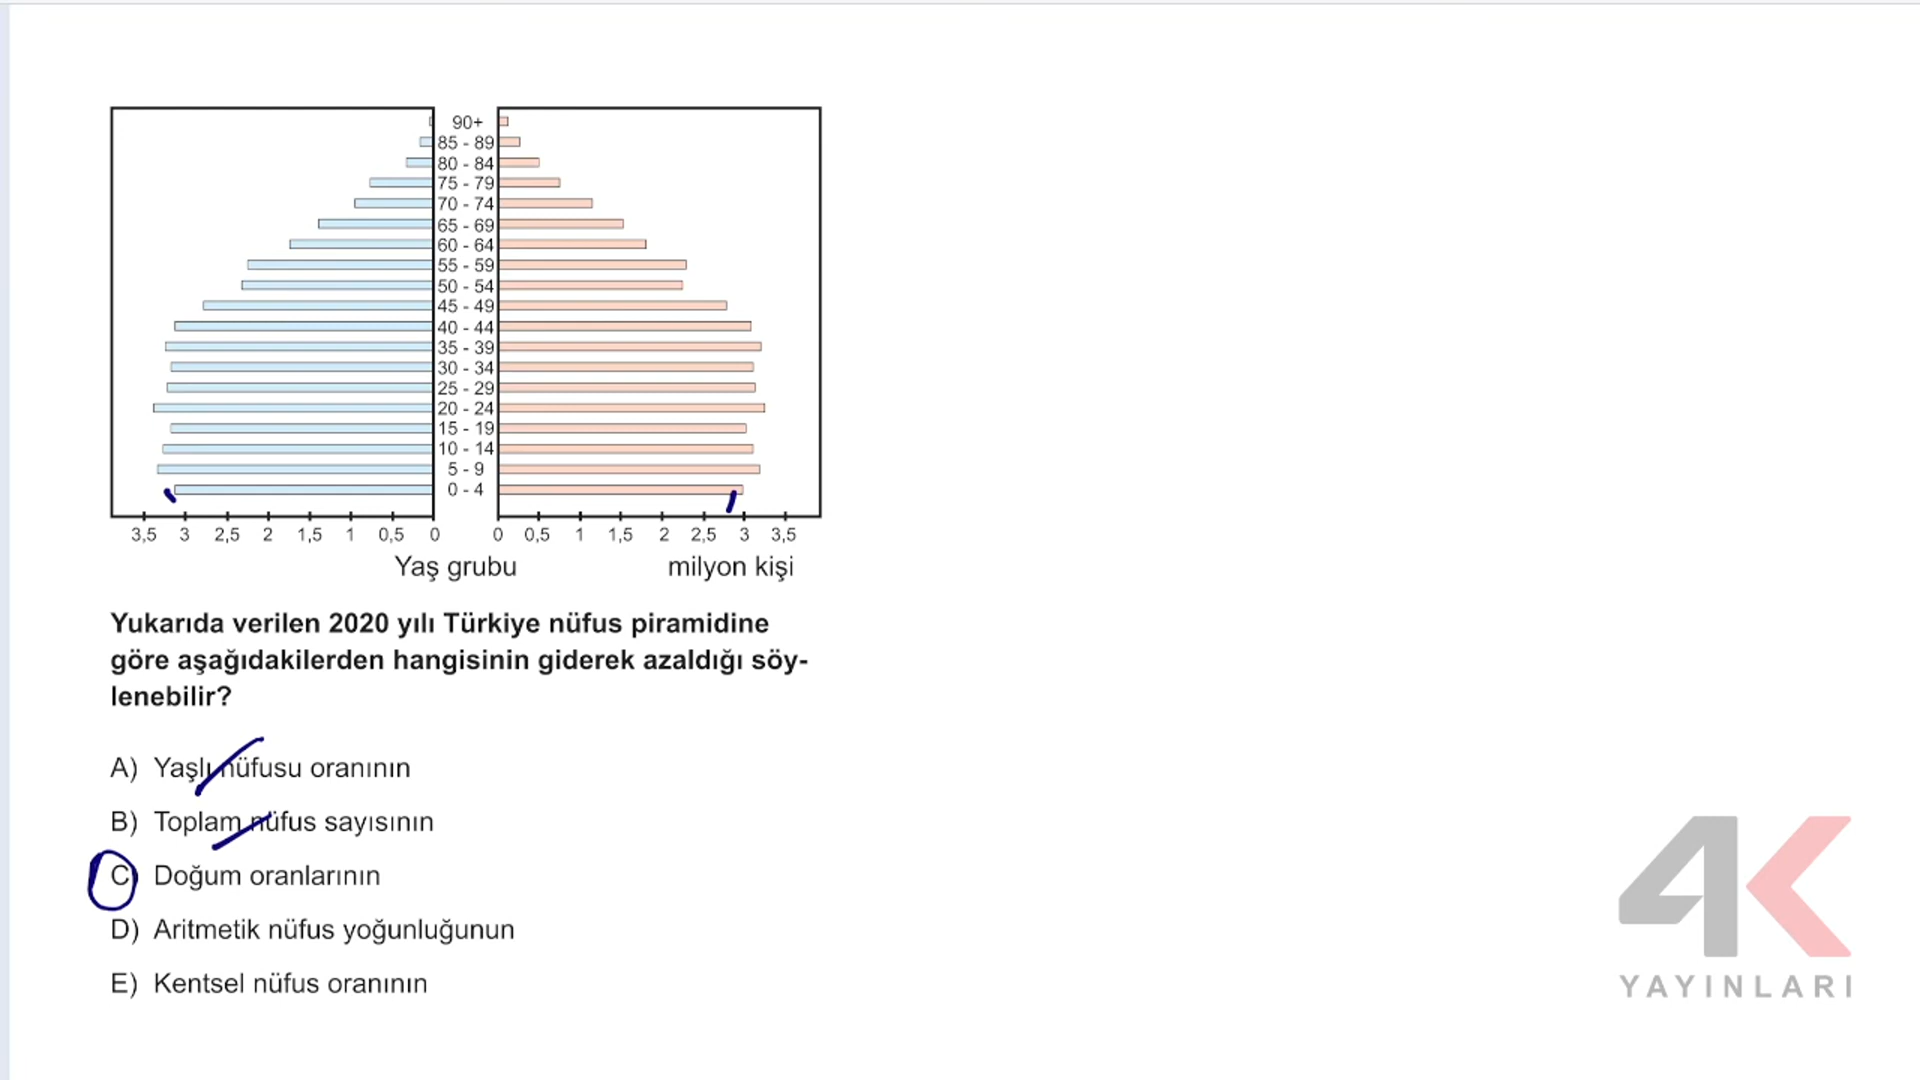 90+
85 - 89
80 - 84
75 - 79
70 - 74
65 - 69
60 - 64
55 - 59
50 - 54
45 - 49
40 - 44
35 - 39
30 - 34
25 - 29
20 - 24
15 - 19
10 - 14
5 - 9
0 - 4
3,5 3 2,5 2 1,5 1 0,5 0 0 0,5 1 1,5 2 2,5 3 3,5
Yaş grubu milyon kişi
Yukarıda verilen 2020 yılı Türkiye nüfus piramidine
göre aşağıdakilerden hangisinin giderek azaldığı söy-
lenebilir?
A) Yaşlı nüfusu oranının
B) Toplam nüfus sayısının
C) Doğum oranlarının
D) Aritmetik nüfus yoğunluğunun
E) Kentsel nüfus oranının
4K
YAYINLARI